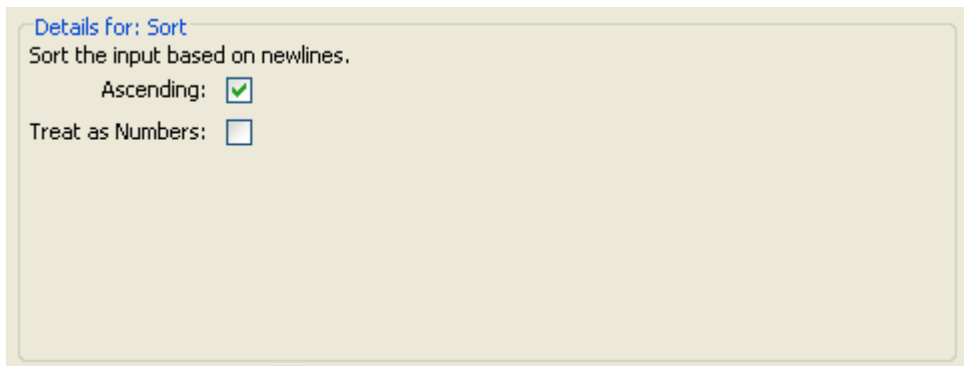 Details for: Sort
Sort the input based on newlines.
Ascending:
Treat as Numbers: